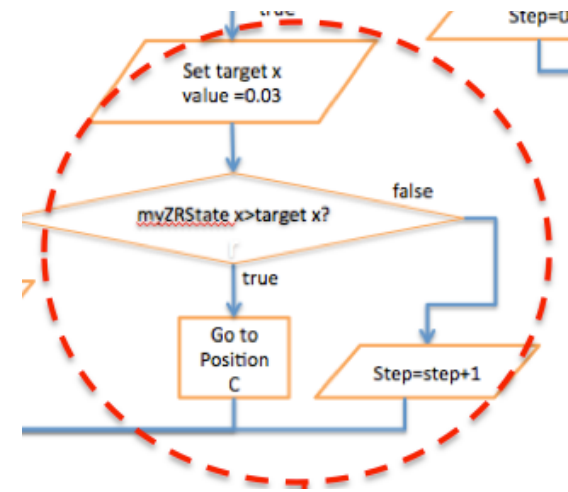 true
Step=0
Set target x
value =0.03
myZRState x>target x?
false
true
Go to
Position
C
Step=step+1